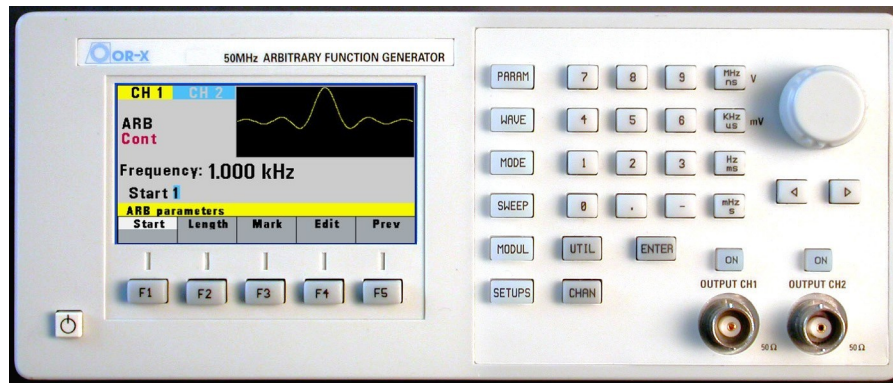 OR-X
50MHz ARBITRARY FUNCTION GENERATOR
CH 1 CH 2
ARB
Cont
Frequency: 1.000 kHz
Start 1
ARB parameters
Start Length Mark Edit Prev
F1 F2 F3 F4 F5
PARAM 7 8 9 MHz ns V
WAVE 4 5 6 KHz us mV
MODE 1 2 3 Hz ms
SWEEP 0 . - mHz s
MODUL UTIL ENTER ON ON
SETUPS CHAN
OUTPUT CH1 OUTPUT CH2
50Ω 50Ω